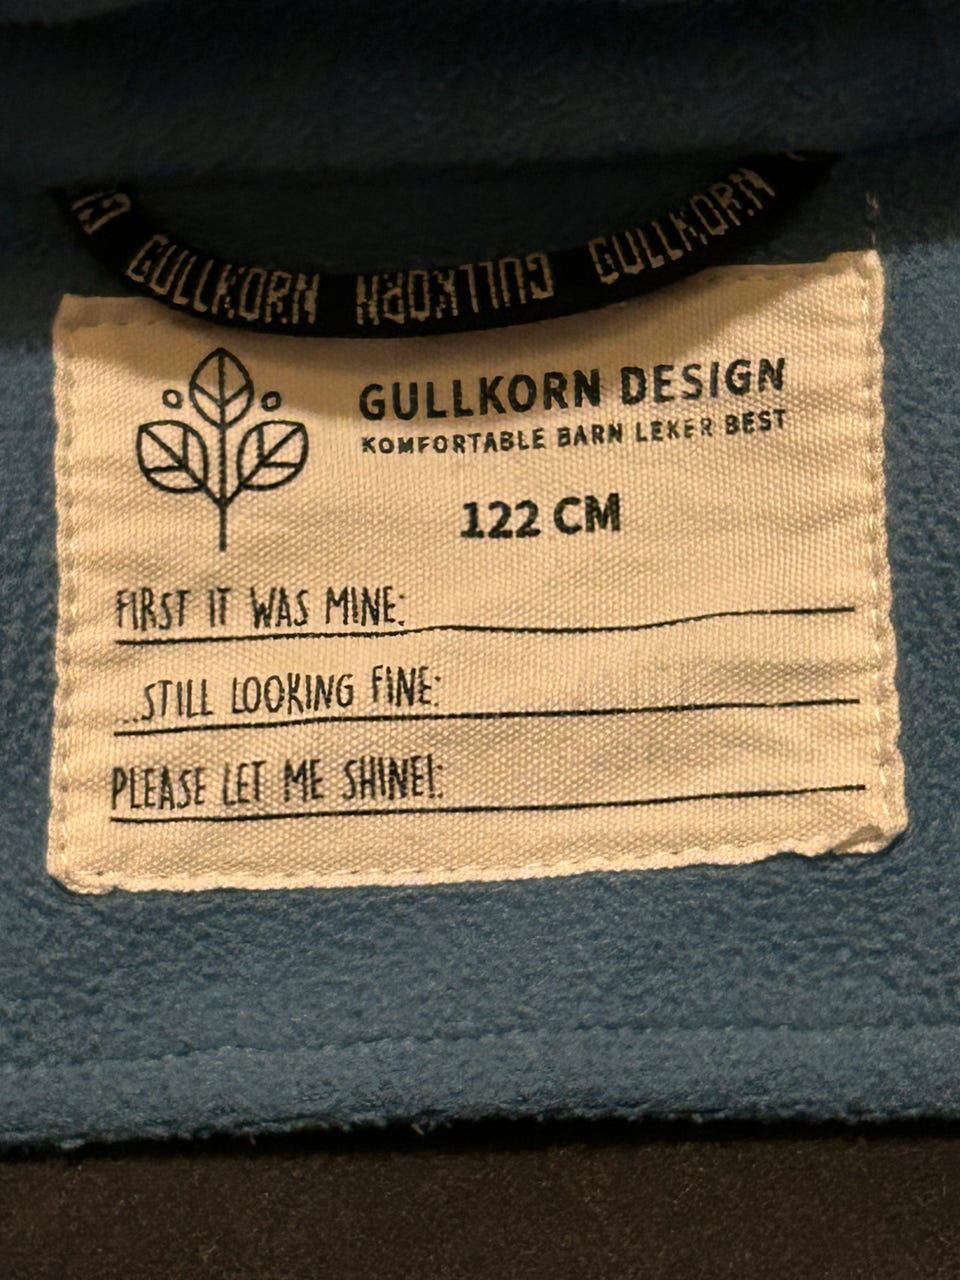 GULLKORN GULLKORN GULLKORN
GULLKORN DESIGN
KOMFORTABLE BARN LEKER BEST
122 CM
FIRST IT WAS MINE:
...STILL LOOKING FINE:
PLEASE LET ME SHINE!: